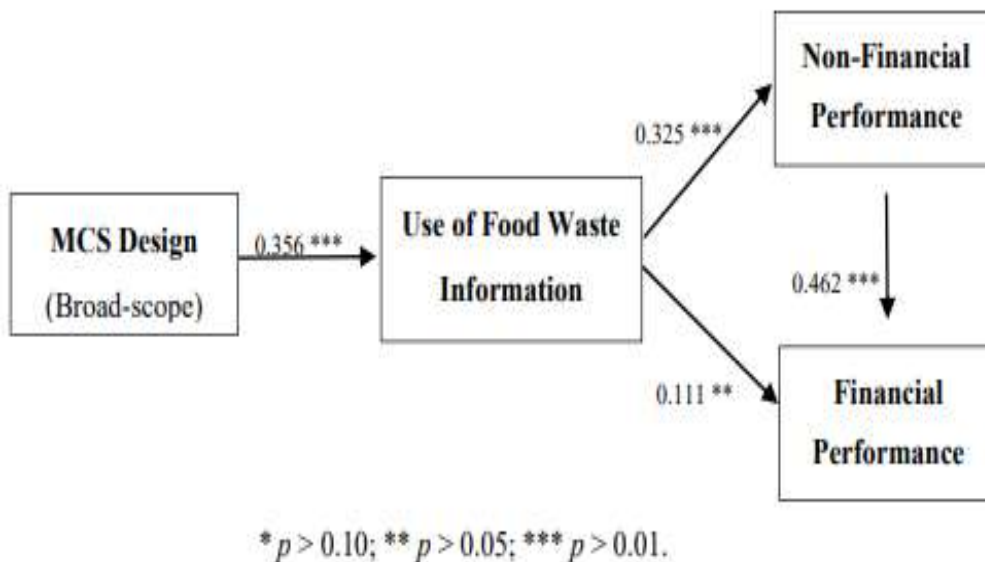 Non-Financial
Performance
0.325 ***
MCS Design
(Broad-scope)
0.356 ***
Use of Food Waste
Information
0.462 ***
0.111 **
Financial
Performance
* p > 0.10; ** p > 0.05; *** p > 0.01.